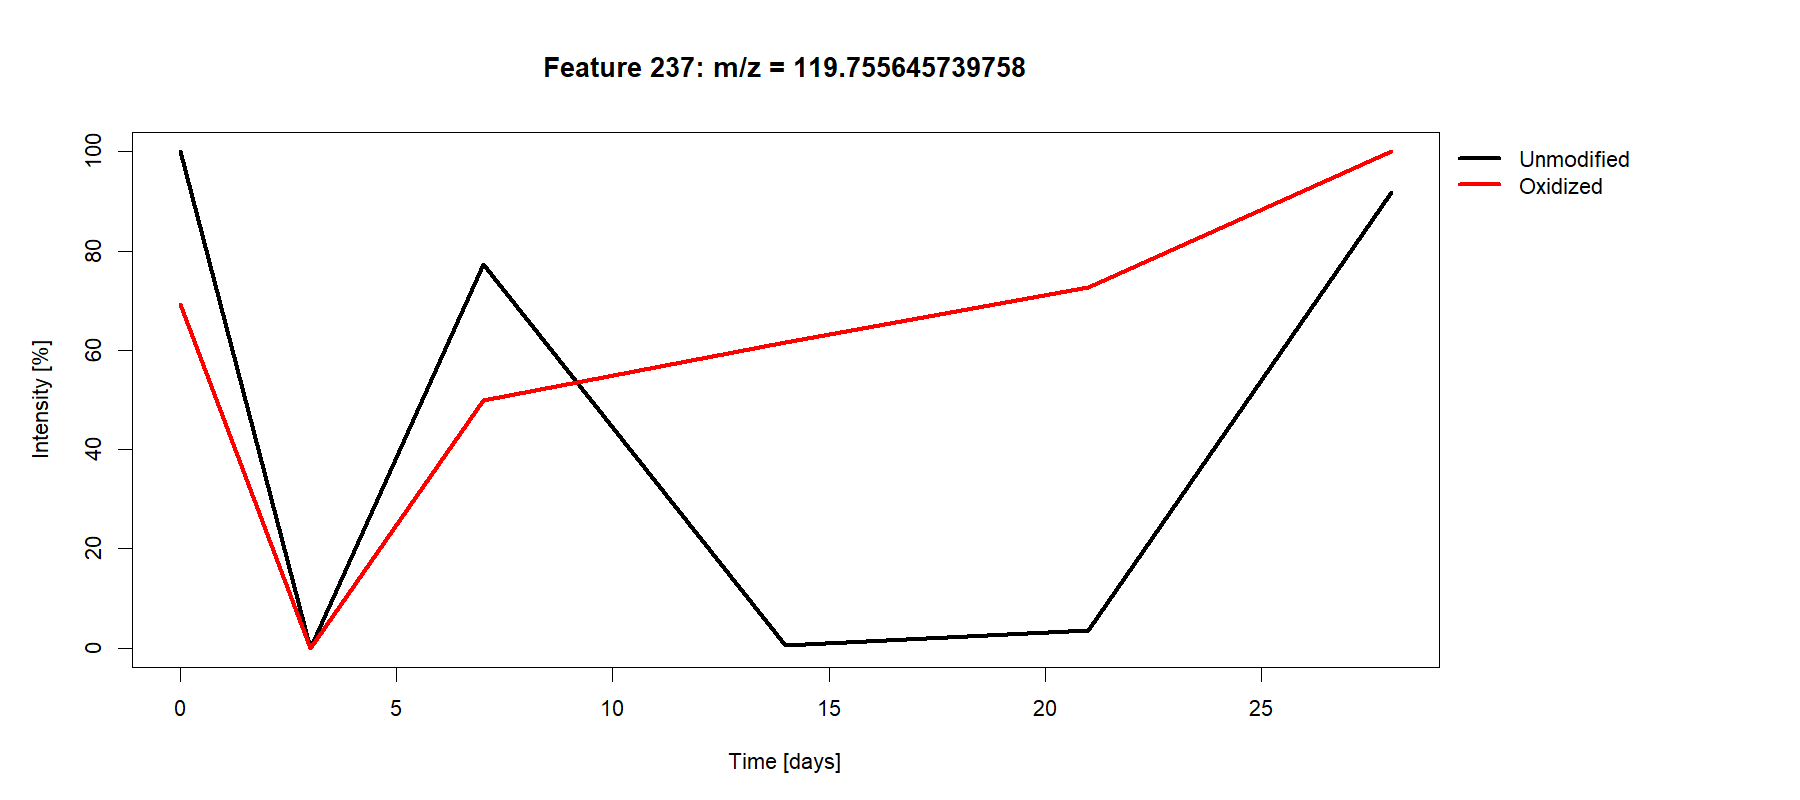 Feature 237: m/z = 119.755645739758
Unmodified
Oxidized
Intensity [%]
100
80
60
40
20
0
0 5 10 15 20 25
Time [days]